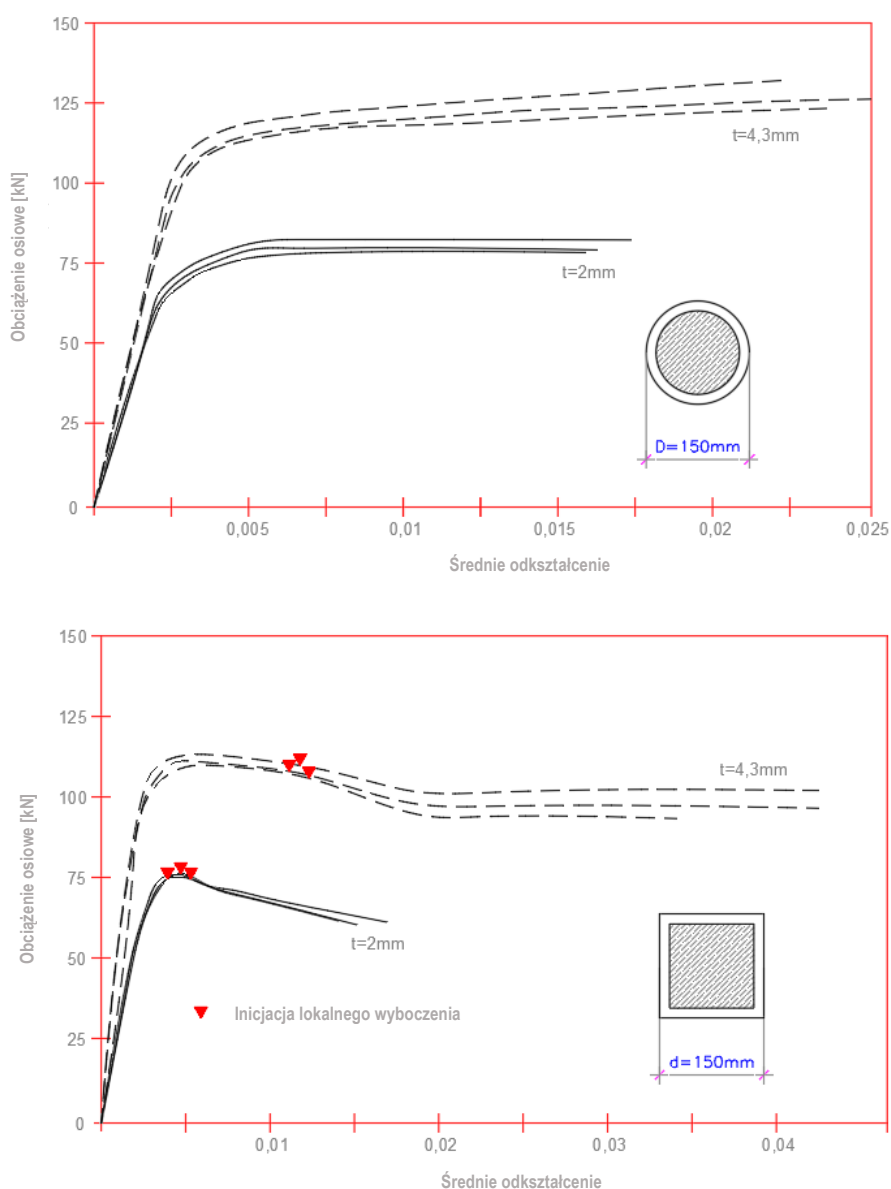 150
125
100
75
50
25
0
Obciążenie osiowe [kN]
t=4,3mm
t=2mm
D=150mm
0,005
0,01
0,015
0,02
0,025
Średnie odkształcenie
150
125
100
75
50
25
0
Obciążenie osiowe [kN]
t=4,3mm
t=2mm
Inicjacja lokalnego wyboczenia
d=150mm
0,01
0,02
0,03
0,04
Średnie odkształcenie